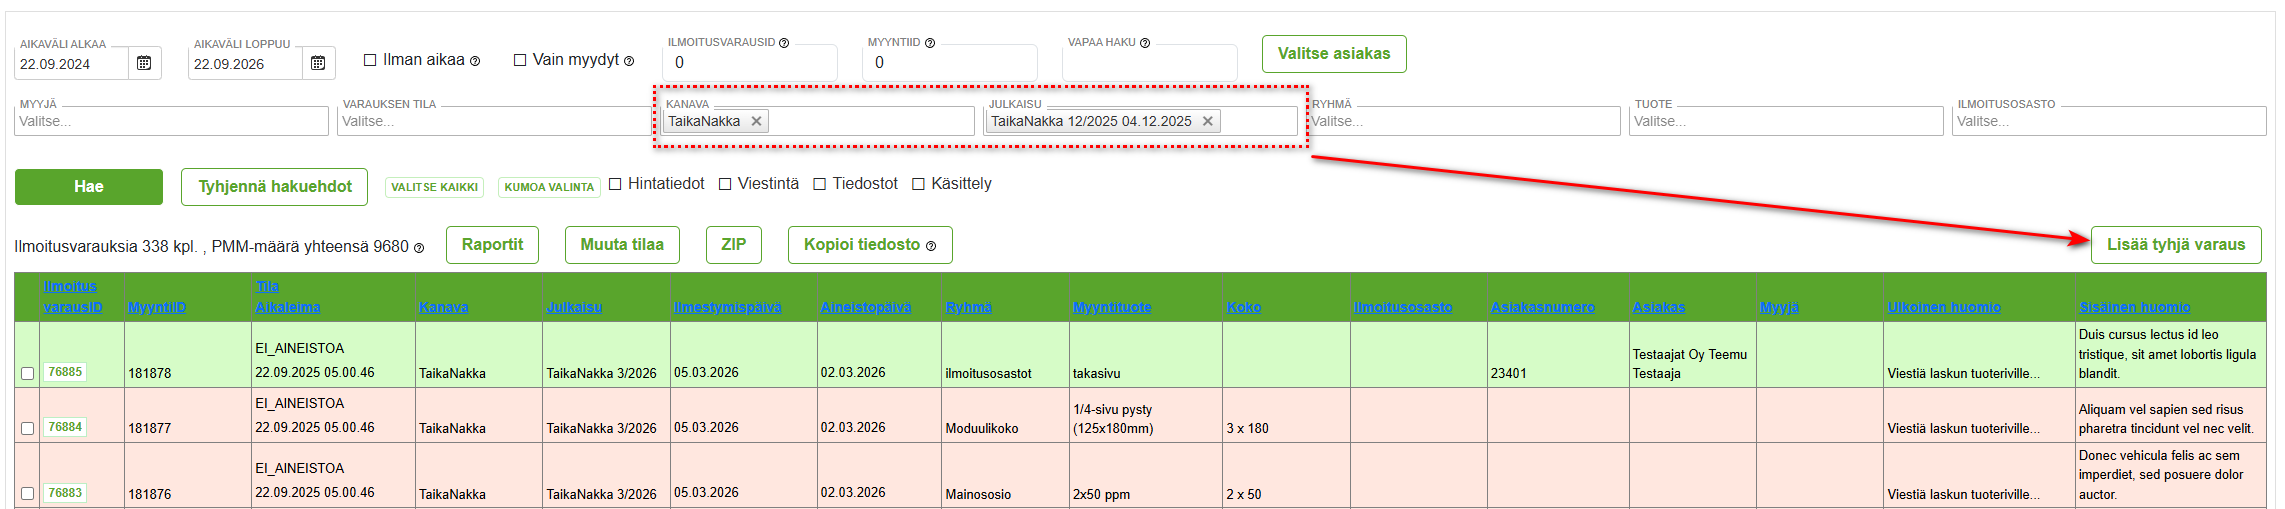 AIKAVÄLI ALKAA
22.09.2024
AIKAVÄLI LOPPUU
22.09.2026
Ilman aikaa
Vain myydyt
ILMOITUSVARAUSID
0
MYYNTIID
0
VAPAA HAKU
Valitse asiakas
MYYJÄ
Valitse...
VARAUKSEN TILA
Valitse...
KANAVA
TaikaNakka ✕
JULKAISU
TaikaNakka 12/2025 04.12.2025 ✕
RYHMÄ
Valitse...
TUOTE
Valitse...
ILMOITUSOSASTO
Valitse...
Hae
Tyhjennä hakuehdot
VALITSE KAIKKI
KUMOA VALINTA
Hintatiedot
Viestintä
Tiedostot
Käsittely
Ilmoitusvarauksia 338 kpl. , PMM-määrä yhteensä 9680
Raportit
Muuta tilaa
ZIP
Kopioi tiedosto
Lisää tyhjä varaus
Ilmoitus
varausID
MyyntiID
Tila
Aikaleima
Kanava
Julkaisu
Ilmestymispäivä
Aineistopäivä
Ryhmä
Myyntituote
Koko
Ilmoitusosasto
Asiakasnumero
Asiakas
Myyjä
Ulkoinen huomio
Sisäinen huomio
76885
181878
EI_AINEISTOA
22.09.2025 05.00.46
TaikaNakka
TaikaNakka 3/2026
05.03.2026
02.03.2026
ilmoitusosastot
takasivu
23401
Testaajat Oy Teemu
Testaaja
Viestiä laskun tuoteriville...
Duis cursus lectus id leo
tristique, sit amet lobortis ligula
blandit.
76884
181877
EI_AINEISTOA
22.09.2025 05.00.46
TaikaNakka
TaikaNakka 3/2026
05.03.2026
02.03.2026
Moduulikoko
1/4-sivu pysty
(125x180mm)
3 x 180
Viestiä laskun tuoteriville...
Aliquam vel sapien sed risus
pharetra tincidunt vel nec velit.
76883
181876
EI_AINEISTOA
22.09.2025 05.00.46
TaikaNakka
TaikaNakka 3/2026
05.03.2026
02.03.2026
Mainososio
2x50 ppm
2 x 50
Viestiä laskun tuoteriville...
Donec vehicula felis ac sem
imperdiet, sed posuere dolor
auctor.